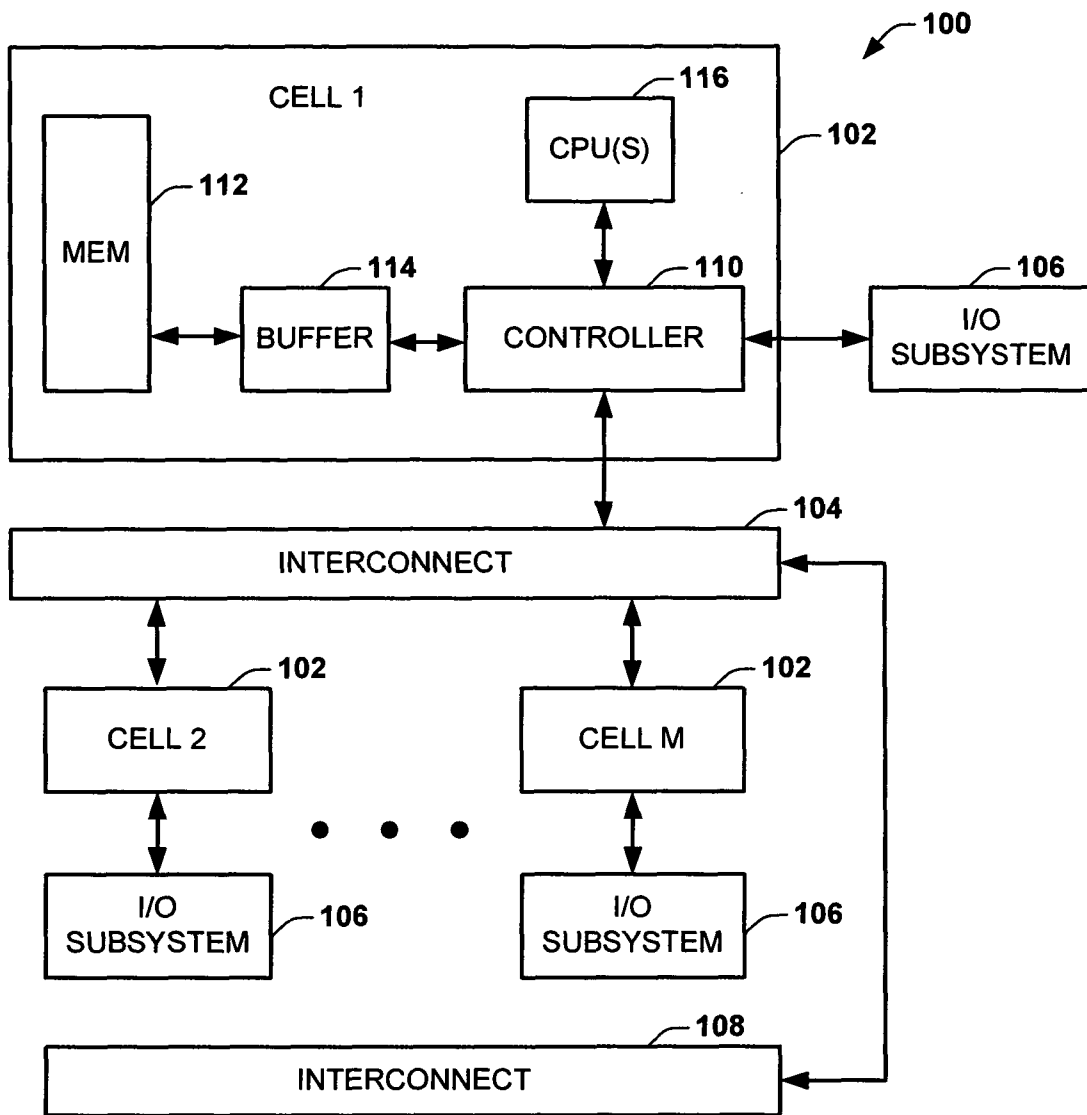 100
CELL 1
116
CPU(S)
102
112
MEM
114
BUFFER
110
CONTROLLER
106
I/O
SUBSYSTEM
104
INTERCONNECT
102
CELL 2
102
CELL M
I/O
SUBSYSTEM
106
I/O
SUBSYSTEM
106
108
INTERCONNECT